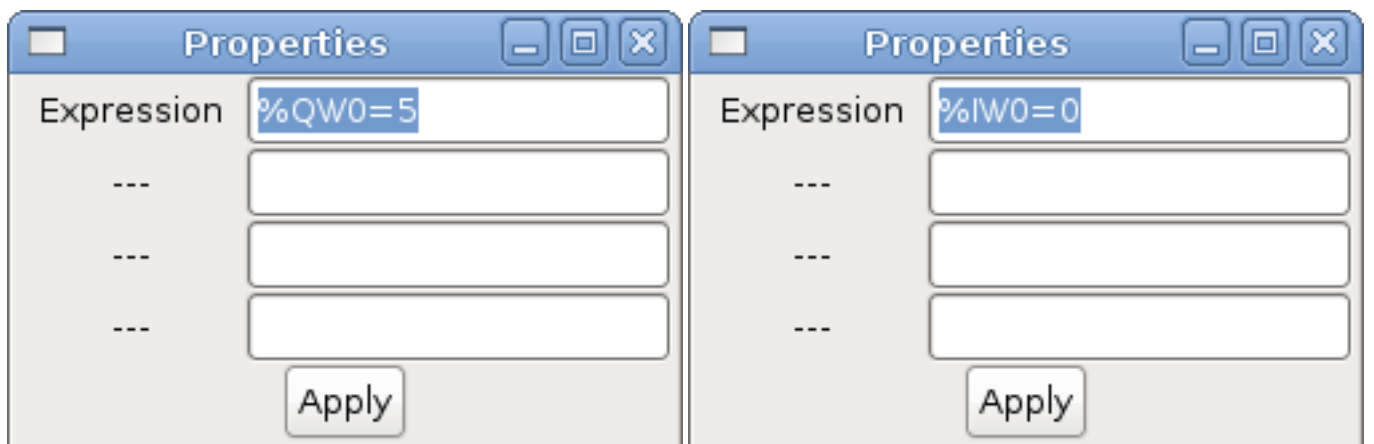 Properties
Expression %QW0=5
---
---
---
Apply
Properties
Expression %IW0=0
---
---
---
Apply